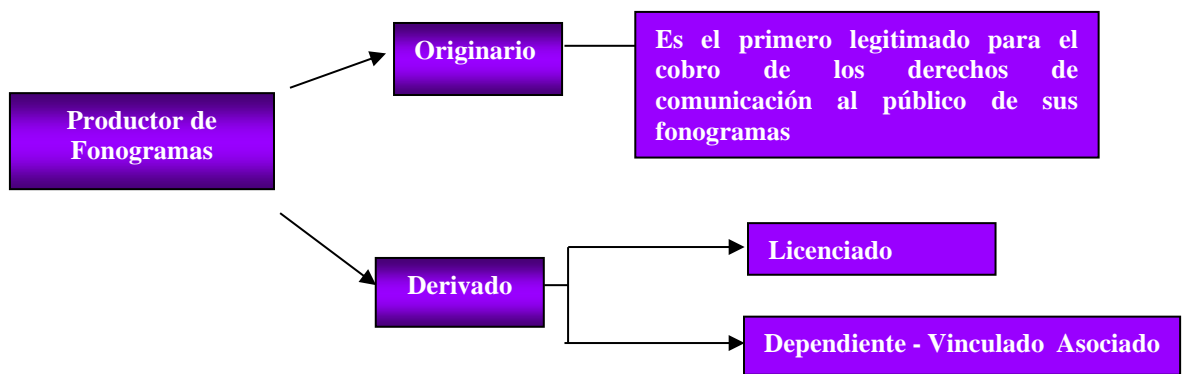 Productor de
Fonogramas
Originario
Es el primero legitimado para el
cobro de los derechos de
comunicación al público de sus
fonogramas
Derivado
Licenciado
Dependiente - Vinculado Asociado